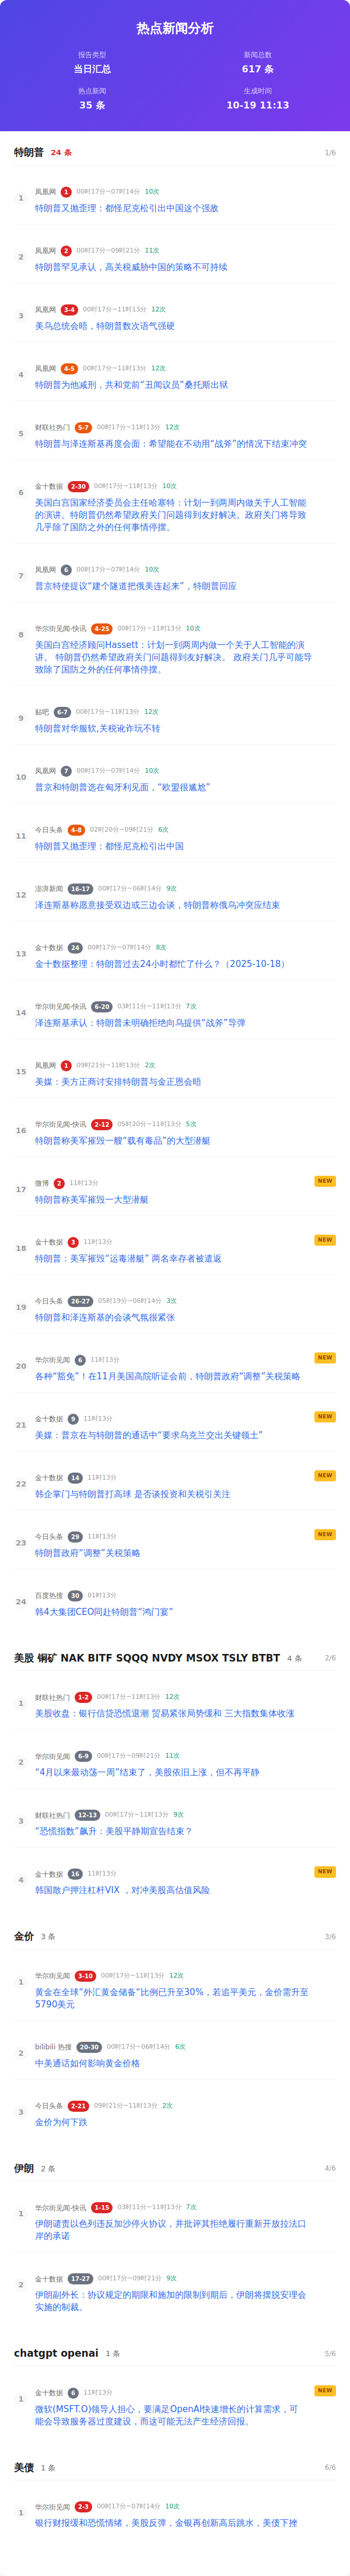 热点新闻分析
报告类型
新闻总数
当日汇总
617 条
热点新闻
生成时间
35 条
10-19 11:13
特朗普 24 条 1/6
1
凤凰网 1 00时17分~07时14分 10次
特朗普又抛歪理：都怪尼克松引出中国这个强敌
2
凤凰网 2 00时17分~09时21分 11次
特朗普罕见承认，高关税威胁中国的策略不可持续
3
凤凰网 3-4 00时17分~11时13分 12次
美乌总统会晤，特朗普数次语气强硬
4
凤凰网 4-5 00时17分~11时13分 12次
特朗普为他减刑，共和党前“丑闻议员”桑托斯出狱
5
财联社热门 5-7 00时17分~11时13分 12次
特朗普与泽连斯基再度会面：希望能在不动用“战斧”的情况下结束冲突
6
金十数据 2-30 00时17分~11时13分 10次
美国白宫国家经济委员会主任哈塞特：计划一到两周内做关于人工智能
的演讲。特朗普仍然希望政府关门问题得到友好解决。政府关门将导致
几乎除了国防之外的任何事情停摆。
7
凤凰网 6 00时17分~07时14分 10次
普京特使提议“建个隧道把俄美连起来”，特朗普回应
8
华尔街见闻-快讯 4-25 00时17分~11时13分 10次
美国白宫经济顾问Hassett：计划一到两周内做一个关于人工智能的演
讲。 特朗普仍然希望政府关门问题得到友好解决。 政府关门几乎可能导
致除了国防之外的任何事情停摆。
9
贴吧 6-7 00时17分~11时13分 12次
特朗普对华服软,关税讹诈玩不转
10
凤凰网 7 00时17分~07时14分 10次
普京和特朗普选在匈牙利见面，“欧盟很尴尬”
11
今日头条 4-8 02时20分~09时21分 6次
特朗普又抛歪理：都怪尼克松引出中国
12
澎湃新闻 16-17 00时17分~06时14分 9次
泽连斯基称愿意接受双边或三边会谈，特朗普称俄乌冲突应结束
13
金十数据 24 00时17分~07时14分 8次
金十数据整理：特朗普过去24小时都忙了什么？（2025-10-18）
14
华尔街见闻-快讯 6-20 03时11分~11时13分 7次
泽连斯基承认：特朗普未明确拒绝向乌提供“战斧”导弹
15
凤凰网 1 09时21分~11时13分 2次
美媒：美方正商讨安排特朗普与金正恩会晤
16
华尔街见闻-快讯 2-12 05时20分~11时13分 5次
特朗普称美军摧毁一艘“载有毒品”的大型潜艇
17
微博 2 11时13分 NEW
特朗普称美军摧毁一大型潜艇
18
金十数据 3 11时13分 NEW
特朗普：美军摧毁“运毒潜艇” 两名幸存者被遣返
19
今日头条 26-27 05时19分~06时14分 3次
特朗普和泽连斯基的会谈气氛很紧张
20
华尔街见闻 6 11时13分 NEW
各种“豁免”！在11月美国高院听证会前，特朗普政府“调整”关税策略
21
金十数据 9 11时13分 NEW
美媒：普京在与特朗普的通话中“要求乌克兰交出关键领土”
22
金十数据 14 11时13分 NEW
韩企掌门与特朗普打高球 是否谈投资和关税引关注
23
今日头条 29 11时13分 NEW
特朗普政府“调整”关税策略
24
百度热搜 30 01时13分
韩4大集团CEO同赴特朗普“鸿门宴”
美股 铜矿 NAK BITF SQQQ NVDY MSOX TSLY BTBT 4 条 2/6
1
财联社热门 1-2 00时17分~11时13分 12次
美股收盘：银行信贷恐慌退潮 贸易紧张局势缓和 三大指数集体收涨
2
华尔街见闻 6-9 00时17分~09时21分 11次
“4月以来最动荡一周”结束了，美股依旧上涨，但不再平静
3
财联社热门 12-13 00时17分~11时13分 9次
“恐慌指数”飙升：美股平静期宣告结束？
4
金十数据 16 11时13分 NEW
韩国散户押注杠杆VIX ，对冲美股高估值风险
金价 3 条 3/6
1
华尔街见闻 3-10 00时17分~11时13分 12次
黄金在全球“外汇黄金储备”比例已升至30%，若追平美元，金价需升至
5790美元
2
bilibili 热搜 20-30 00时17分~06时14分 6次
中美通话如何影响黄金价格
3
今日头条 2-21 09时21分~11时13分 2次
金价为何下跌
伊朗 2 条 4/6
1
华尔街见闻-快讯 1-15 03时11分~11时13分 7次
伊朗谴责以色列违反加沙停火协议，并批评其拒绝履行重新开放拉法口
岸的承诺
2
金十数据 17-27 00时17分~09时21分 9次
伊朗副外长：协议规定的期限和施加的限制到期后，伊朗将摆脱安理会
实施的制裁。
chatgpt openai 1 条 5/6
1
金十数据 6 11时13分 NEW
微软(MSFT.O)领导人担心，要满足OpenAI快速增长的计算需求，可
能会导致服务器过度建设，而这可能无法产生经济回报。
美债 1 条 6/6
1
华尔街见闻 2-3 00时17分~07时14分 10次
银行财报缓和恐慌情绪，美股反弹，金银再创新高后跳水，美债下挫